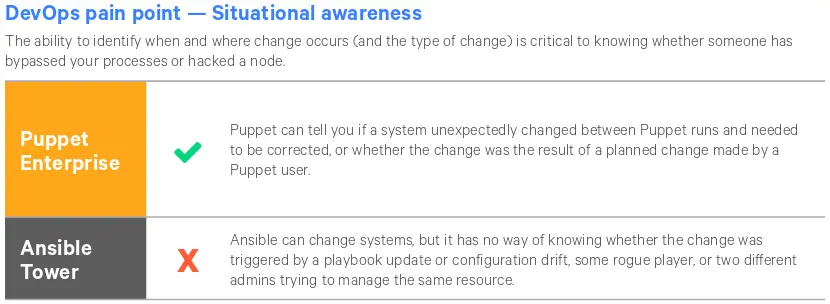 DevOps pain point — Situational awareness
The ability to identify when and where change occurs (and the type of change) is critical to knowing whether someone has
bypassed your processes or hacked a node.
Puppet
Enterprise
Puppet can tell you if a system unexpectedly changed between Puppet runs and needed
to be corrected, or whether the change was the result of a planned change made by a
Puppet user.
Ansible
Tower
X
Ansible can change systems, but it has no way of knowing whether the change was
triggered by a playbook update or configuration drift, some rogue player, or two different
admins trying to manage the same resource.